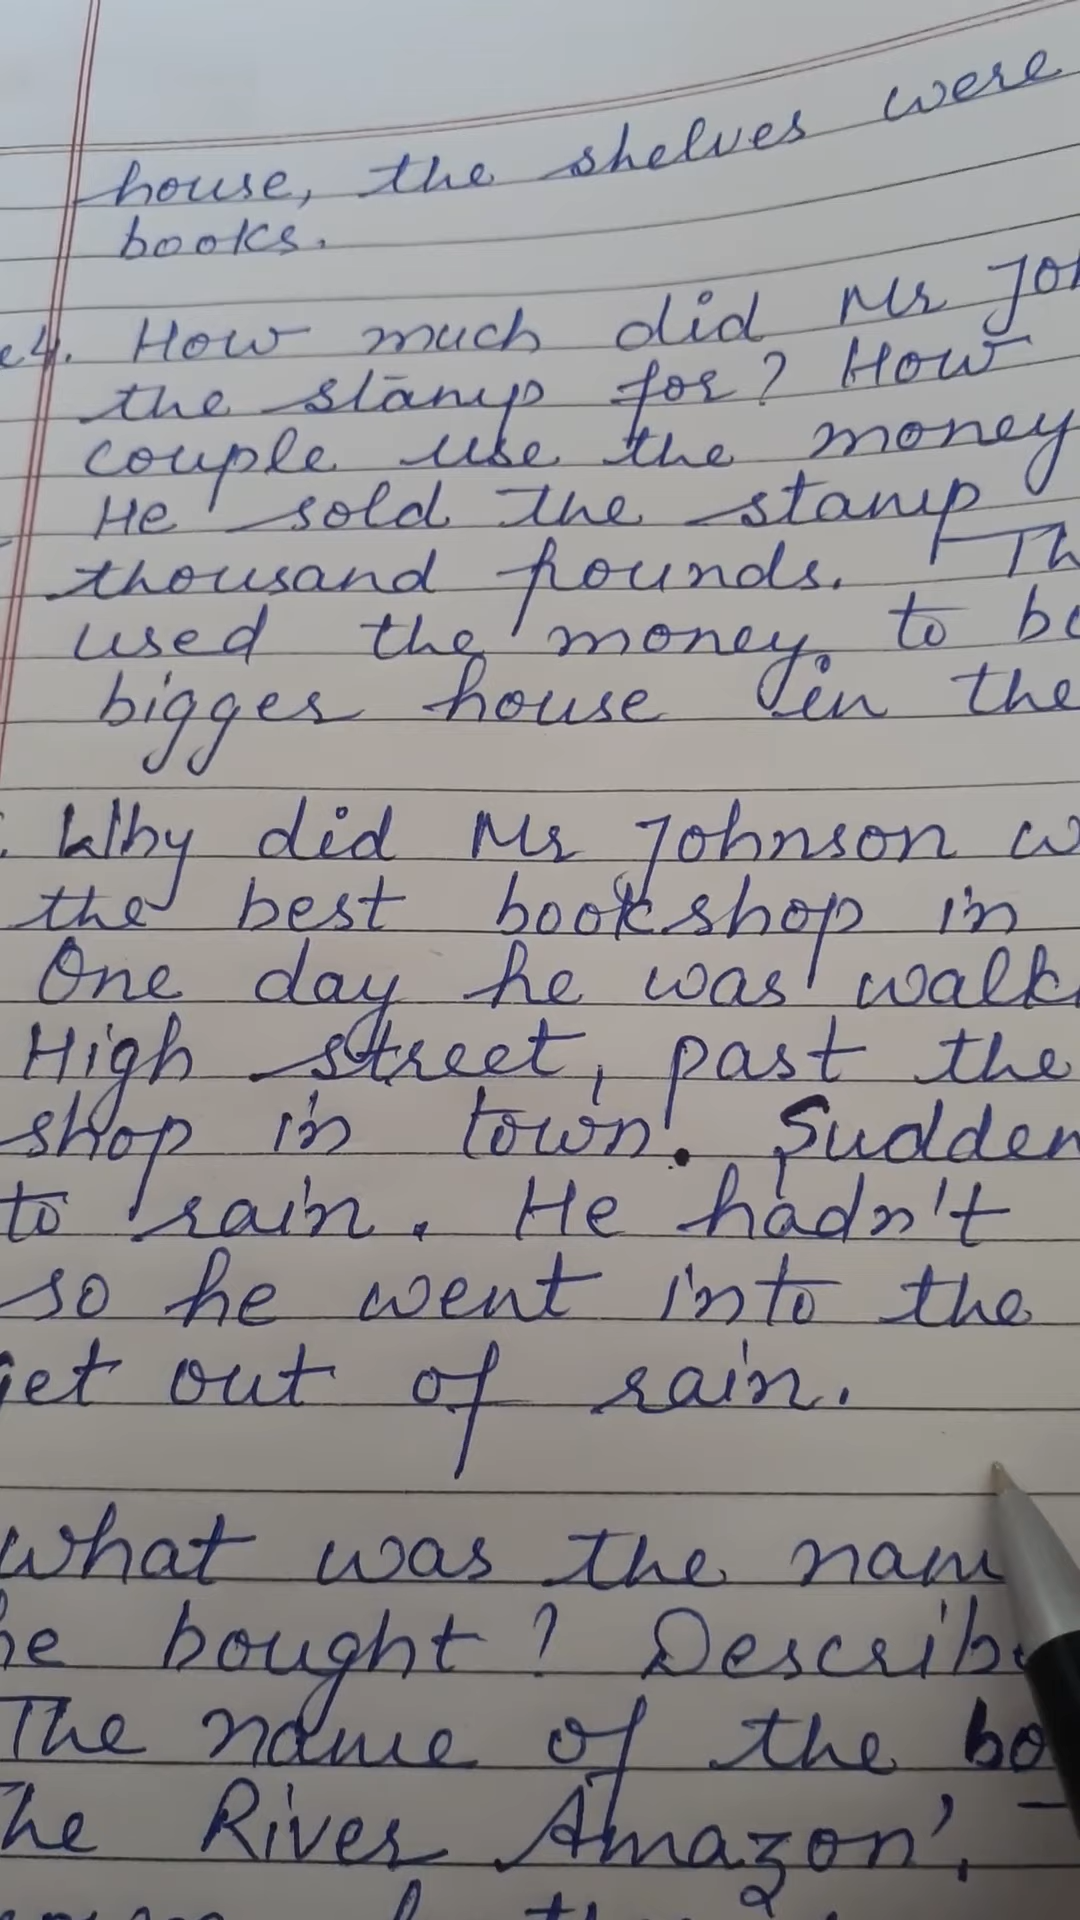 house, the shelves were
books.
4. How much did Mr
the stamp for? How
couple use the money
He sold the stamp
thousand pounds. Th
used the money. to
bigger house in the
Why did Mr Johnson w
the best bookshop in
One day he was walk
High street, past the
shop in town. Sudden
to rain. He hadn't
so he went into the
get out of rain.
what was the nam
he bought? Describe
The name of the bo
The River Amazon',